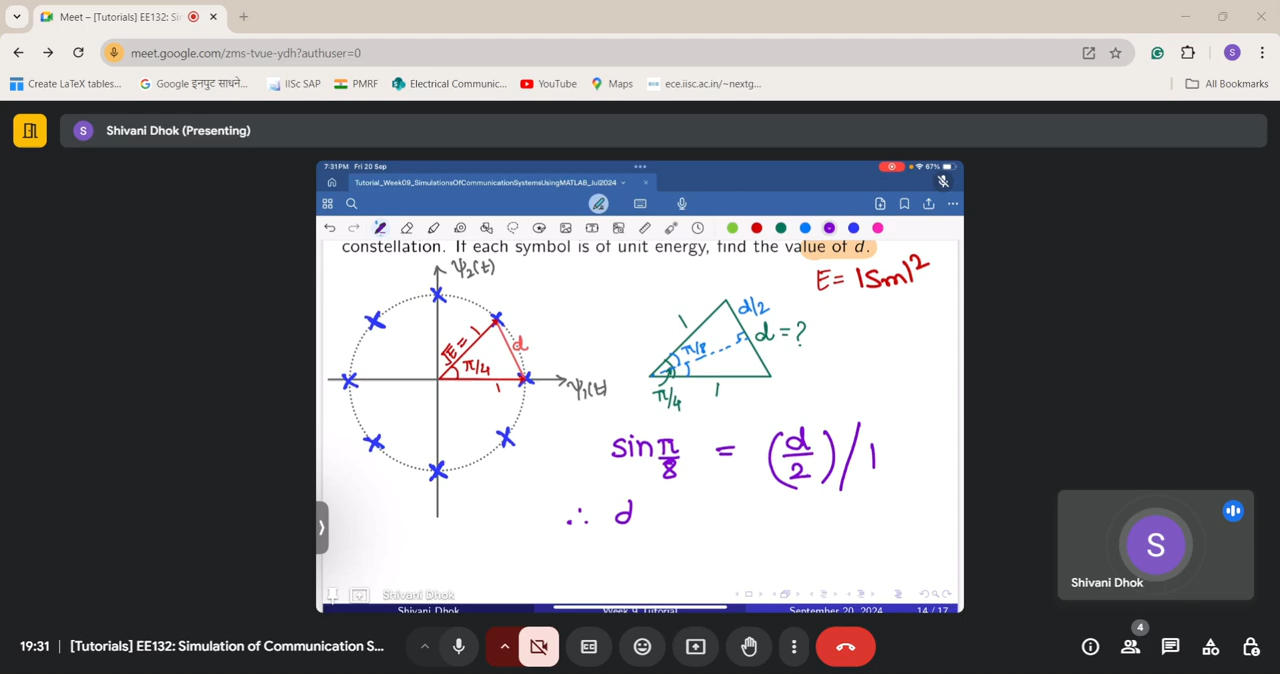 Meet – [Tutorials] EE132: Si
meet.google.com/zms-tvue-ydh?authuser=0
S
Create LaTeX tables...
Google इनपुट साधने...
IISc SAP
PMRF
Electrical Communic...
YouTube
Maps
ece.iisc.ac.in/~nextg...
All Bookmarks
S Shivani Dhok (Presenting)
7:31 PM Fri 20 Sep
67%
Tutorial_Week09_SimulationsOfCommunicationSystemsUsingMATLAB_Jul2024
constellation. If each symbol is of unit energy, find the value of d.
E = |Sm|²
ψ₂(t)
√E = 1
d
π/4
1
ψ₁(t)
1
d/2
π/8
d = ?
π/4
1
sin π/8 = (d/2) / 1
∴ d
Shivani Dhok
Shivani Dhok Week 9 Tutorial September 20, 2024 14 / 17
S
Shivani Dhok
19:31 | [Tutorials] EE132: Simulation of Communication S...
4